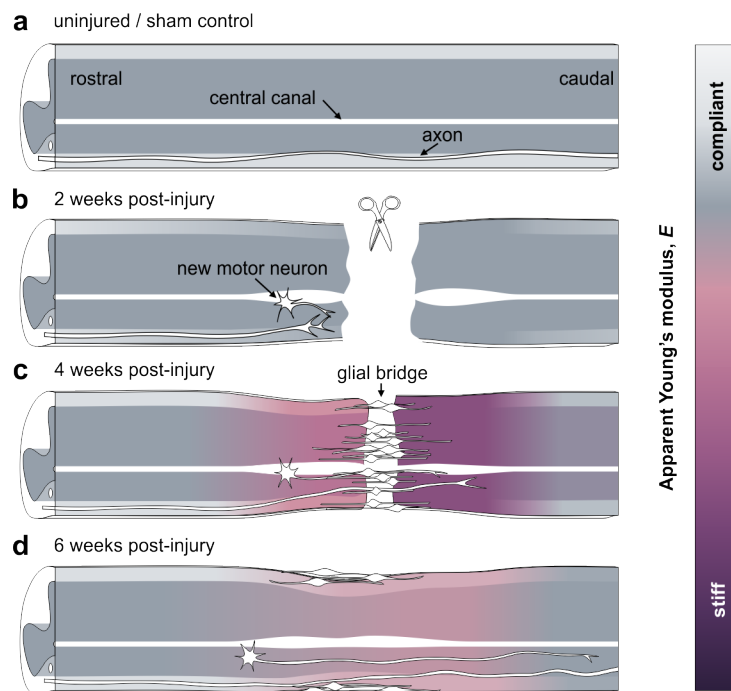 a uninjured / sham control
rostral
caudal
central canal
axon
b 2 weeks post-injury
new motor neuron
c 4 weeks post-injury
glial bridge
d 6 weeks post-injury
Apparent Young's modulus, E
compliant
stiff